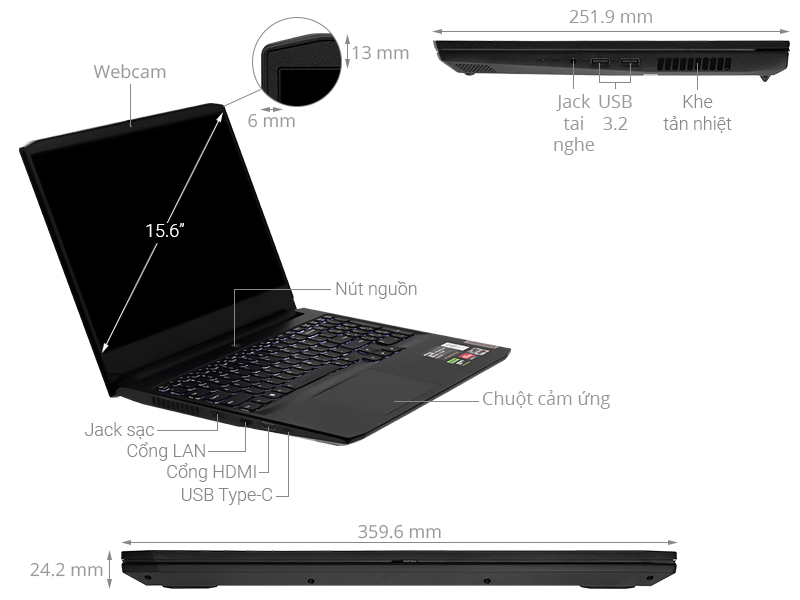 251.9 mm
13 mm
Webcam
6 mm
Jack
tai
nghe
USB
3.2
Khe
tản nhiệt
15.6”
Nút nguồn
Chuột cảm ứng
Jack sạc
Cổng LAN
Cổng HDMI
USB Type-C
359.6 mm
24.2 mm